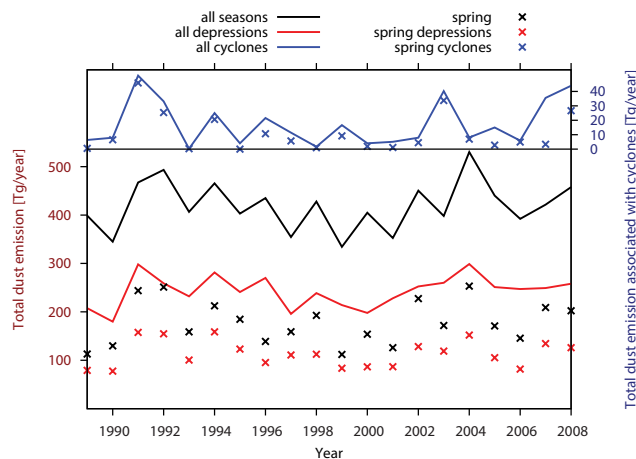 all seasons
all depressions
all cyclones
spring
spring depressions
spring cyclones
Total dust emission [Tg/year]
500
400
300
200
100
40
30
20
10
0
Total dust emission associated with cyclones [Tg/year]
1990 1992 1994 1996 1998 2000 2002 2004 2006 2008
Year